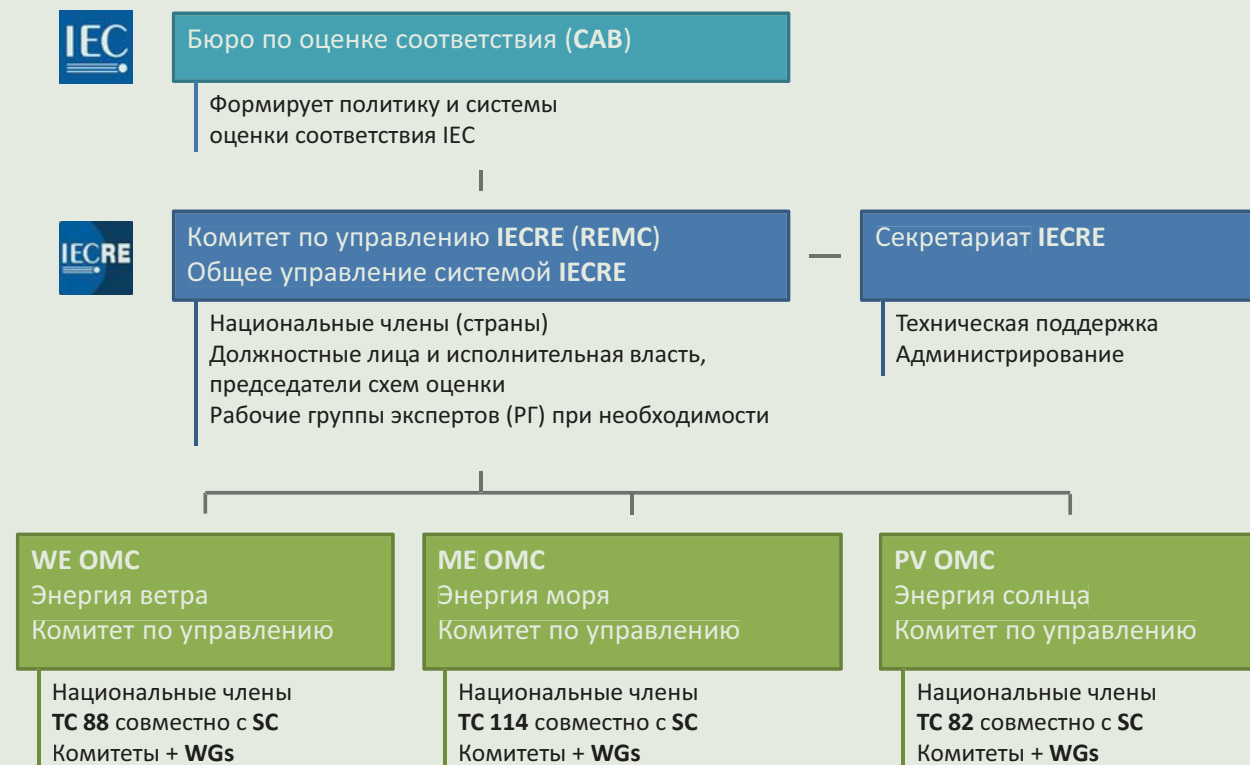 IEC
Бюро по оценке соответствия (CAB)
Формирует политику и системы
оценки соответствия IEC
IECRE
Комитет по управлению IECRE (REMC)
Общее управление системой IECRE
Секретариат IECRE
Национальные члены (страны)
Должностные лица и исполнительная власть,
председатели схем оценки
Рабочие группы экспертов (РГ) при необходимости
Техническая поддержка
Администрирование
WE OMC
Энергия ветра
Комитет по управлению
Национальные члены
TC 88 совместно с SC
Комитеты + WGs
ME OMC
Энергия моря
Комитет по управлению
Национальные члены
TC 114 совместно с SC
Комитеты + WGs
PV OMC
Энергия солнца
Комитет по управлению
Национальные члены
TC 82 совместно с SC
Комитеты + WGs